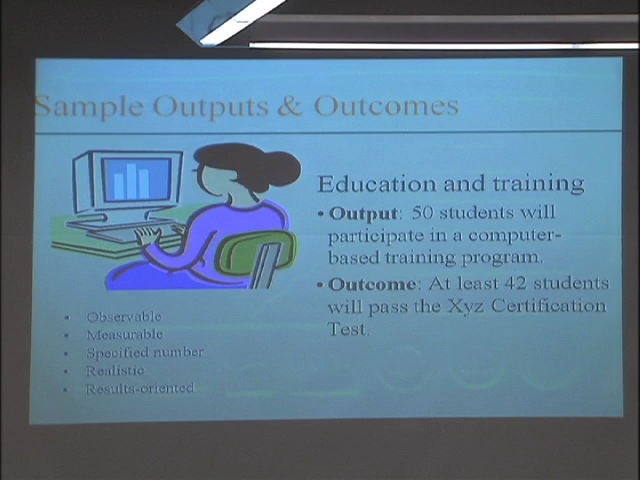 Sample Outputs & Outcomes
Education and training
• Output: 50 students will
participate in a computer-
based training program.
• Outcome: At least 42 students
will pass the Xyz Certification
Test.
• Observable
• Measurable
• Specified number
• Realistic
• Results-oriented